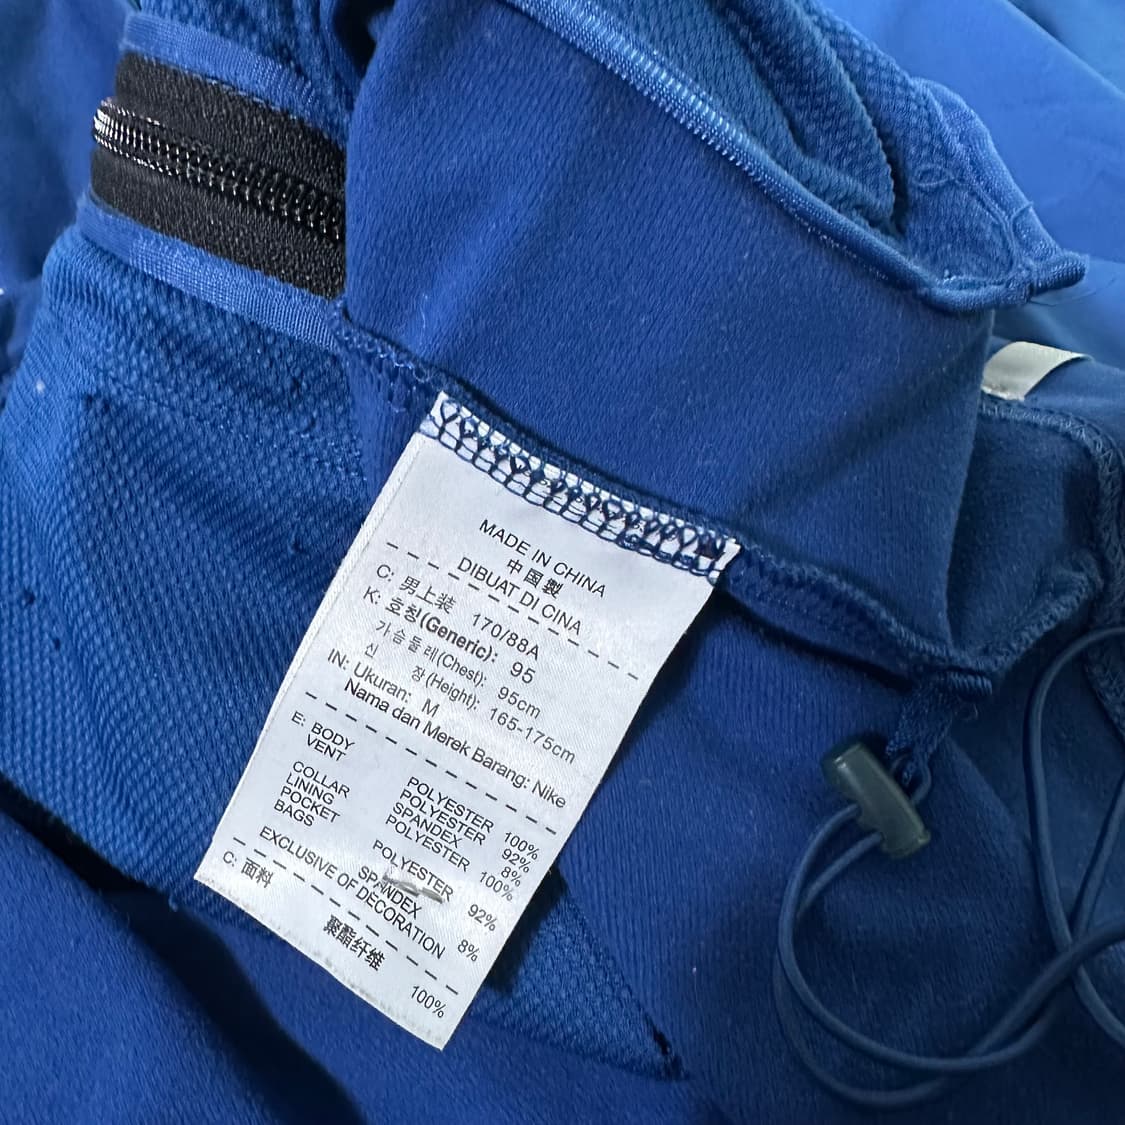 MADE IN CHINA
中国製
DIBUAT DI CINA
C: 男上装 170/88A
K: 호칭(Generic): 95
가슴둘레(Chest): 95cm
신 장(Height): 165-175cm
IN: Ukuran: M
Nama dan Merek Barang: Nike
E: BODY POLYESTER 100%
VENT POLYESTER 92%
SPANDEX 8%
COLLAR LINING POLYESTER 100%
POCKET BAGS POLYESTER 92%
SPANDEX 8%
EXCLUSIVE OF DECORATION
C: 面料 聚酯纤维 100%